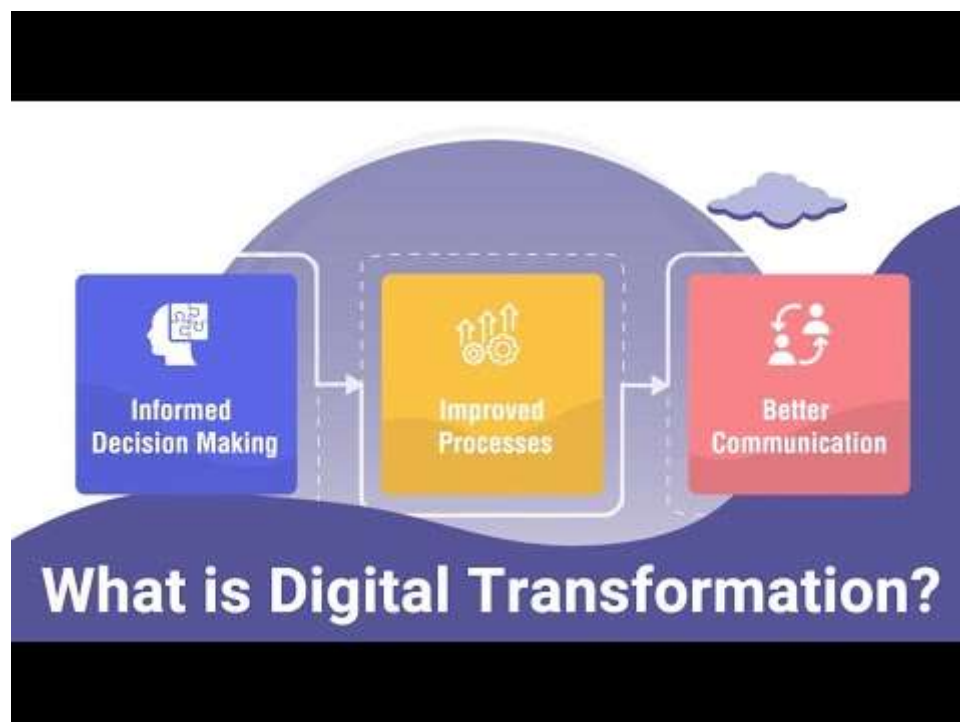 Informed
Decision Making
Improved
Processes
Better
Communication
What is Digital Transformation?